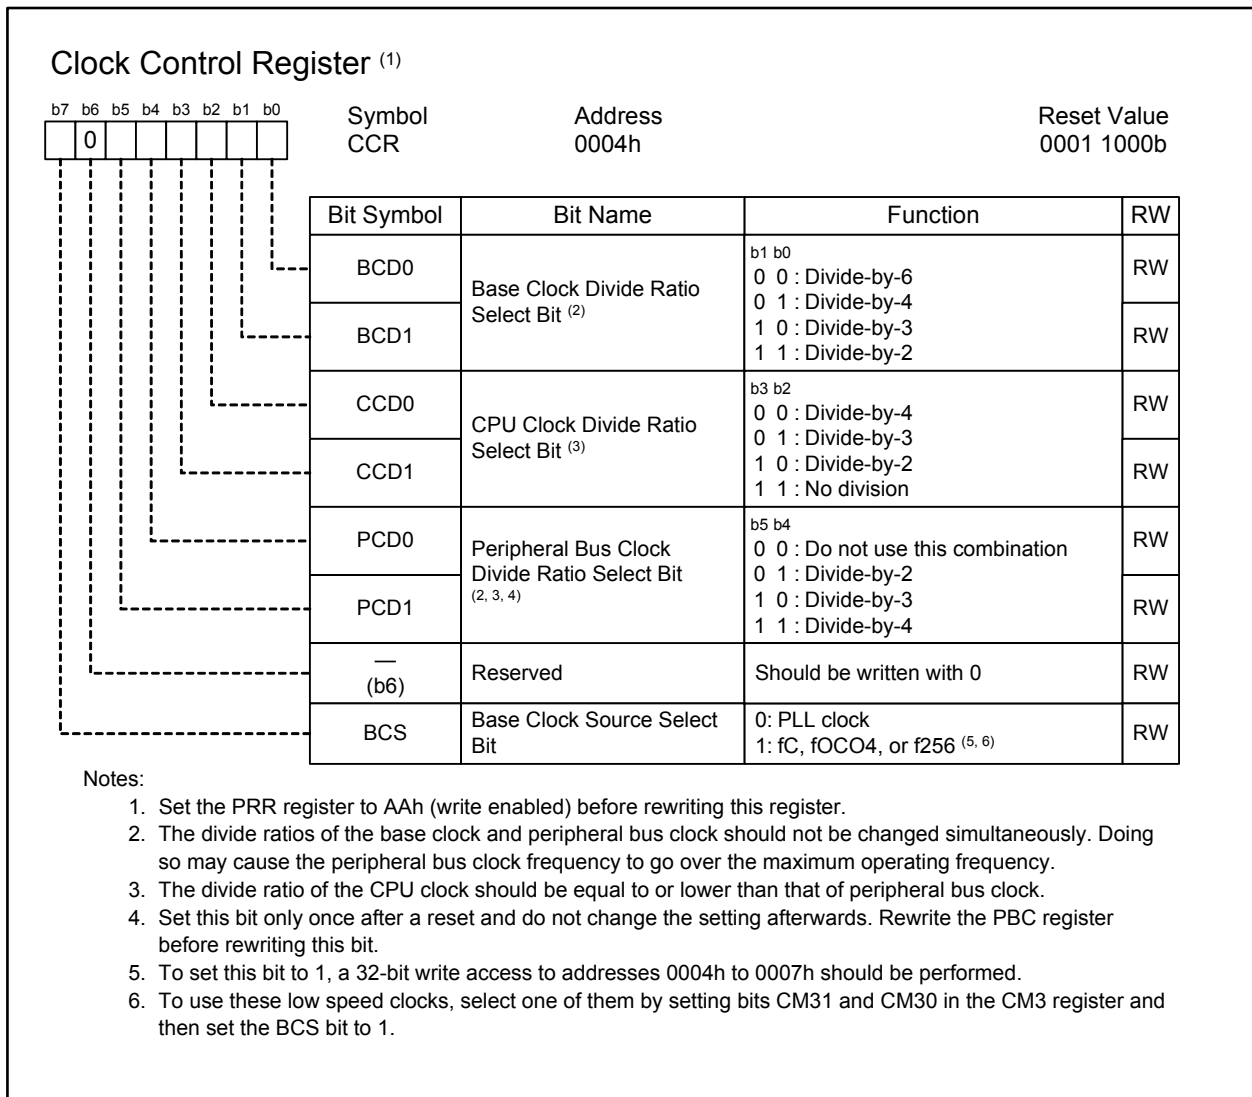 Clock Control Register (1)
b7 b6 b5 b4 b3 b2 b1 b0
0
Symbol Address Reset Value
CCR 0004h 0001 1000b
Bit Symbol Bit Name Function RW
BCD0
BCD1
Base Clock Divide Ratio
Select Bit (2)
b1 b0
0 0 : Divide-by-6
0 1 : Divide-by-4
1 0 : Divide-by-3
1 1 : Divide-by-2
RW
RW
CCD0
CCD1
CPU Clock Divide Ratio
Select Bit (3)
b3 b2
0 0 : Divide-by-4
0 1 : Divide-by-3
1 0 : Divide-by-2
1 1 : No division
RW
RW
PCD0
PCD1
Peripheral Bus Clock
Divide Ratio Select Bit
(2, 3, 4)
b5 b4
0 0 : Do not use this combination
0 1 : Divide-by-2
1 0 : Divide-by-3
1 1 : Divide-by-4
RW
RW
—
(b6)
Reserved
Should be written with 0
RW
BCS
Base Clock Source Select
Bit
0: PLL clock
1: fC, fOCO4, or f256 (5, 6)
RW
Notes:
1. Set the PRR register to AAh (write enabled) before rewriting this register.
2. The divide ratios of the base clock and peripheral bus clock should not be changed simultaneously. Doing
so may cause the peripheral bus clock frequency to go over the maximum operating frequency.
3. The divide ratio of the CPU clock should be equal to or lower than that of peripheral bus clock.
4. Set this bit only once after a reset and do not change the setting afterwards. Rewrite the PBC register
before rewriting this bit.
5. To set this bit to 1, a 32-bit write access to addresses 0004h to 0007h should be performed.
6. To use these low speed clocks, select one of them by setting bits CM31 and CM30 in the CM3 register and
then set the BCS bit to 1.